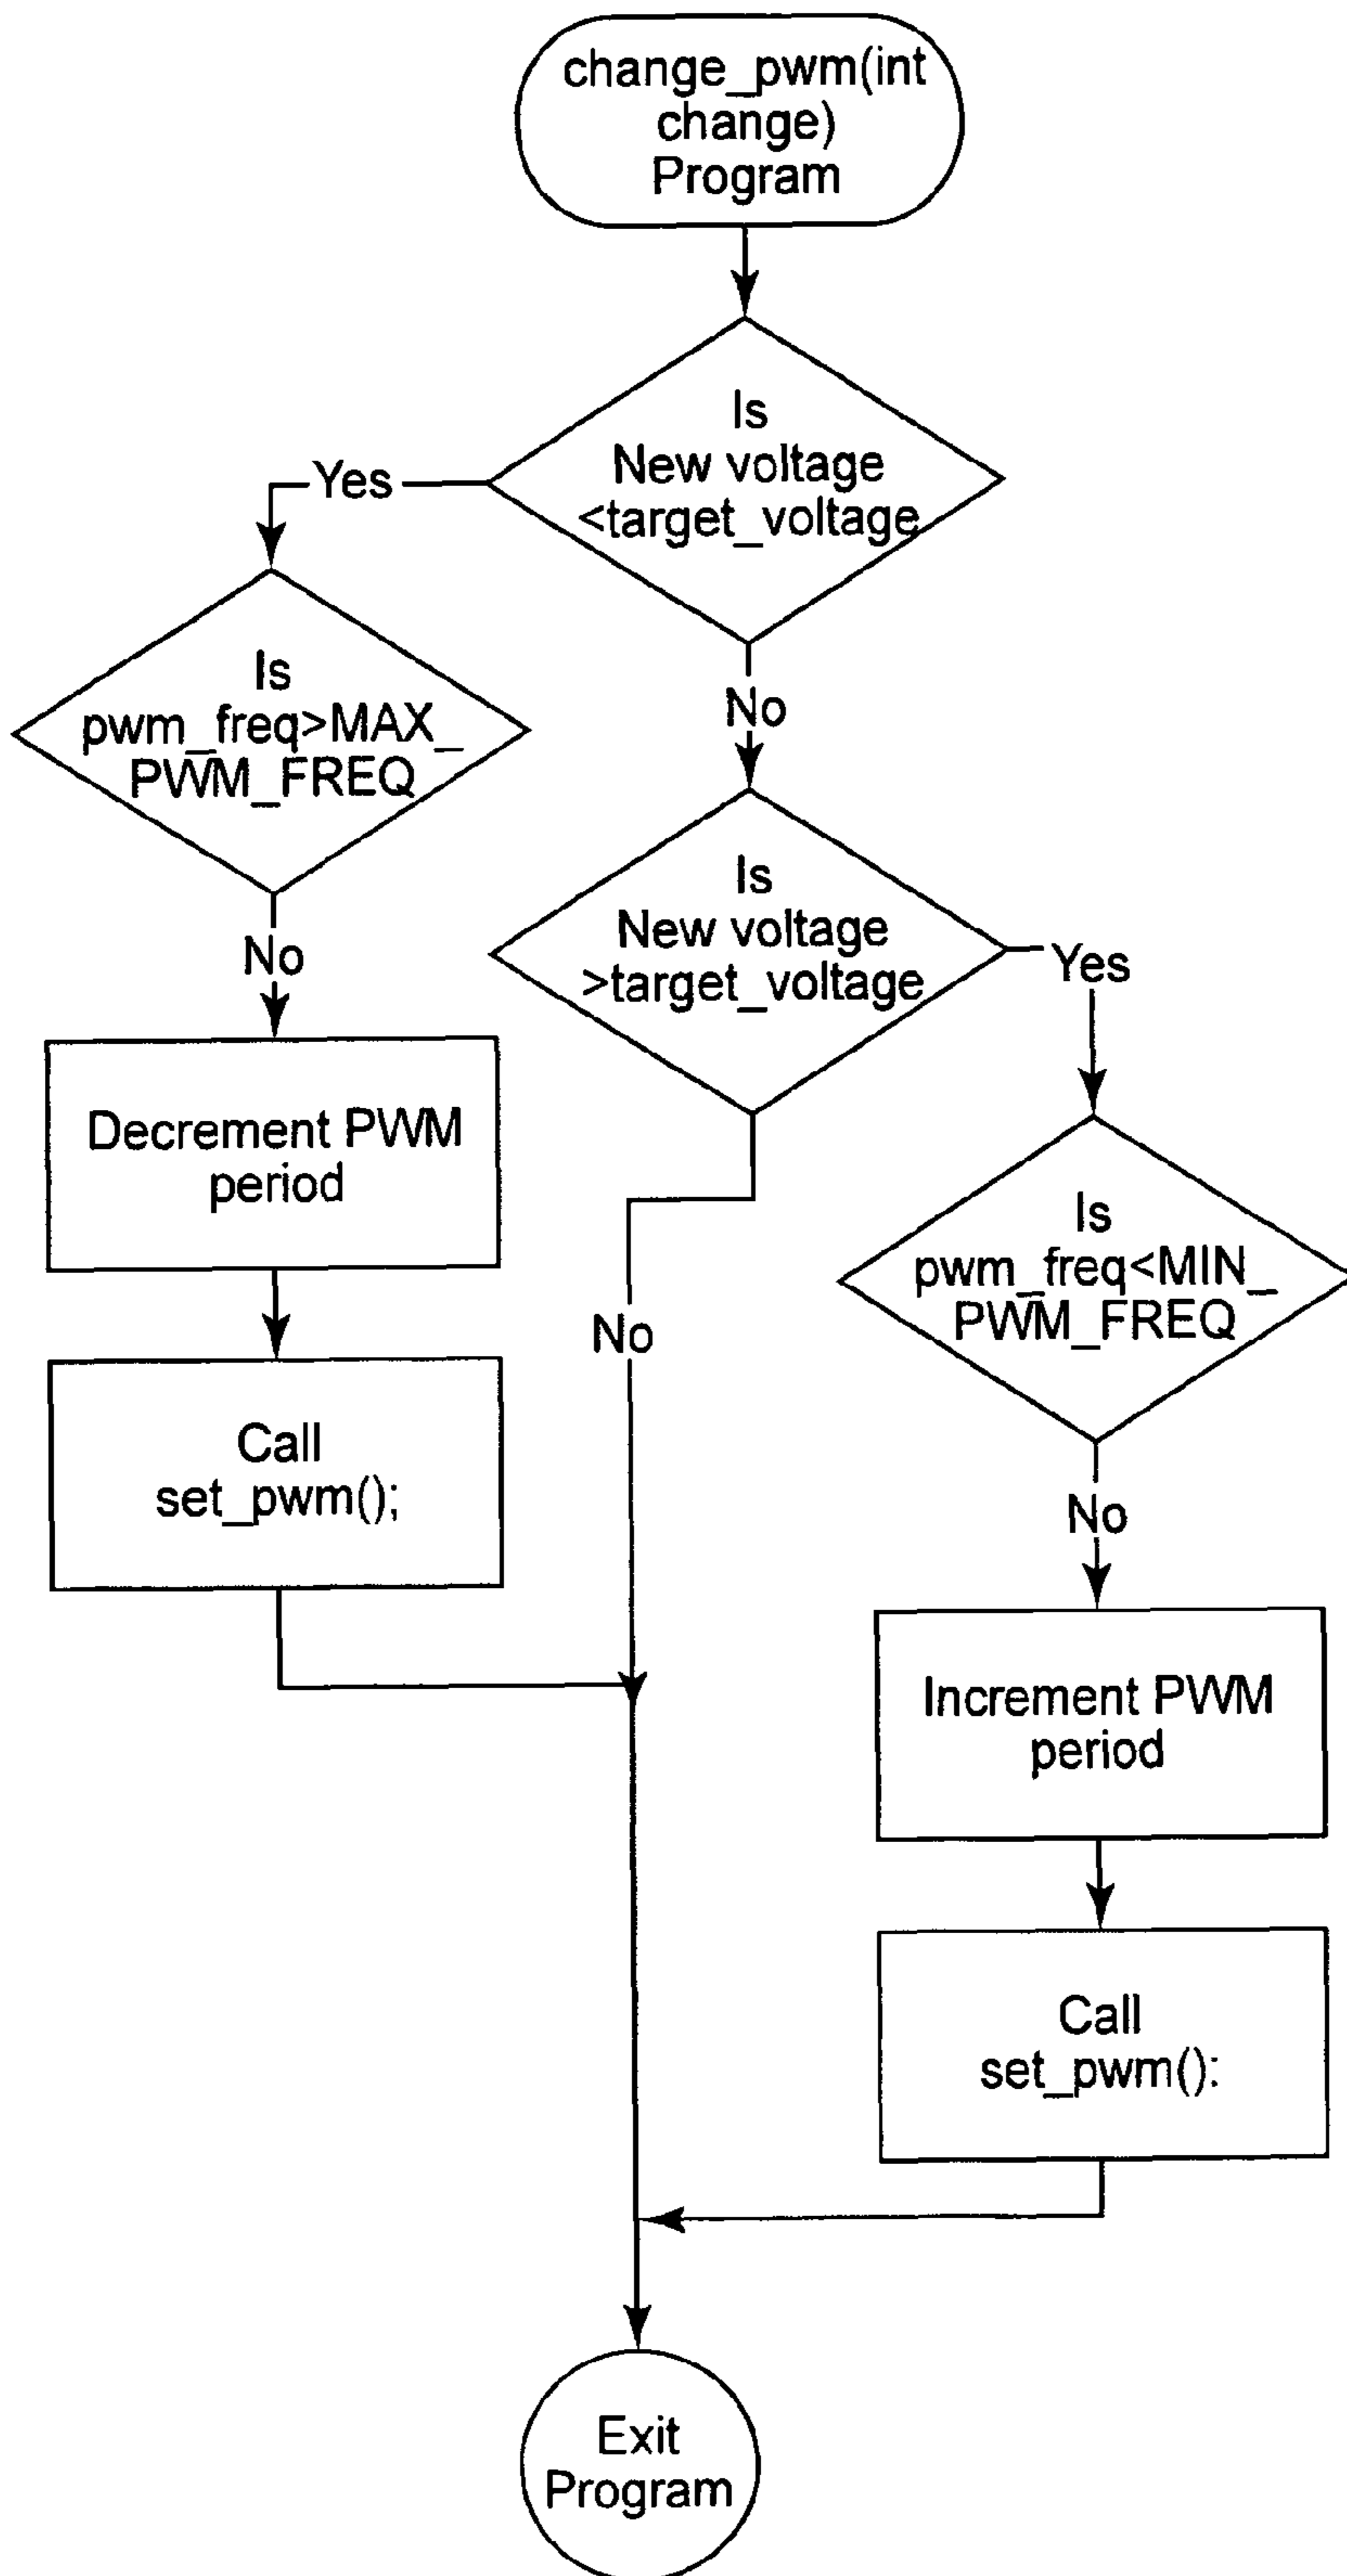 change_pwm(int
change)
Program
Is
New voltage
<target_voltage
Yes
No
Is
pwm_freq>MAX_
PWM_FREQ
No
Decrement PWM
period
Call
set_pwm();
Is
New voltage
>target_voltage
Yes
No
Is
pwm_freq<MIN_
PWM_FREQ
No
Increment PWM
period
Call
set_pwm():
Exit
Program